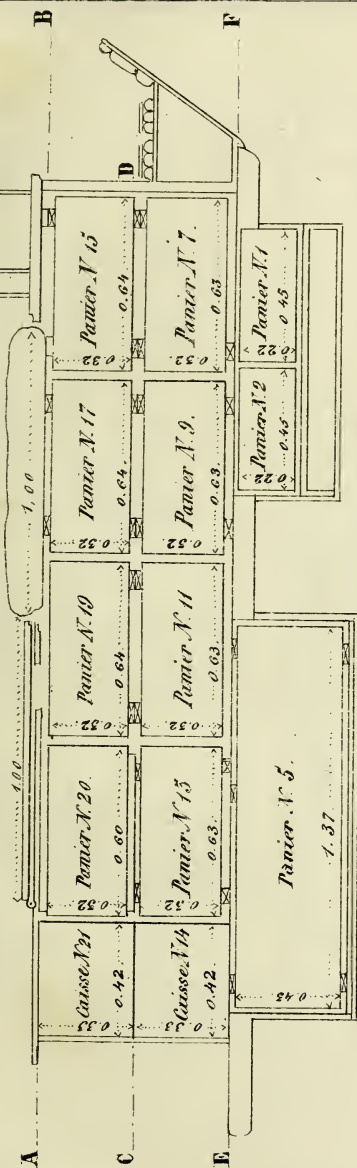 1.00
1,00
A
B
Caisse N.21
0.33
0.42
Panier N. 20.
0.32
0.60
Panier N. 19
0.32
0.64
Panier N. 17
0.32
0.64
Panier N. 15
0.32
0.64
C
D
Caisse N.14
0.33
0.42
Panier N. 13
0.32
0.63
Panier N. 11
0.32
0.63
Panier N. 9.
0.32
0.63
Panier N. 7
0.32
0.63
E
F
Panier N. 5.
0.43
1.37
Panier N. 2
0.22
0.45
Panier N. 1
0.22
0.45